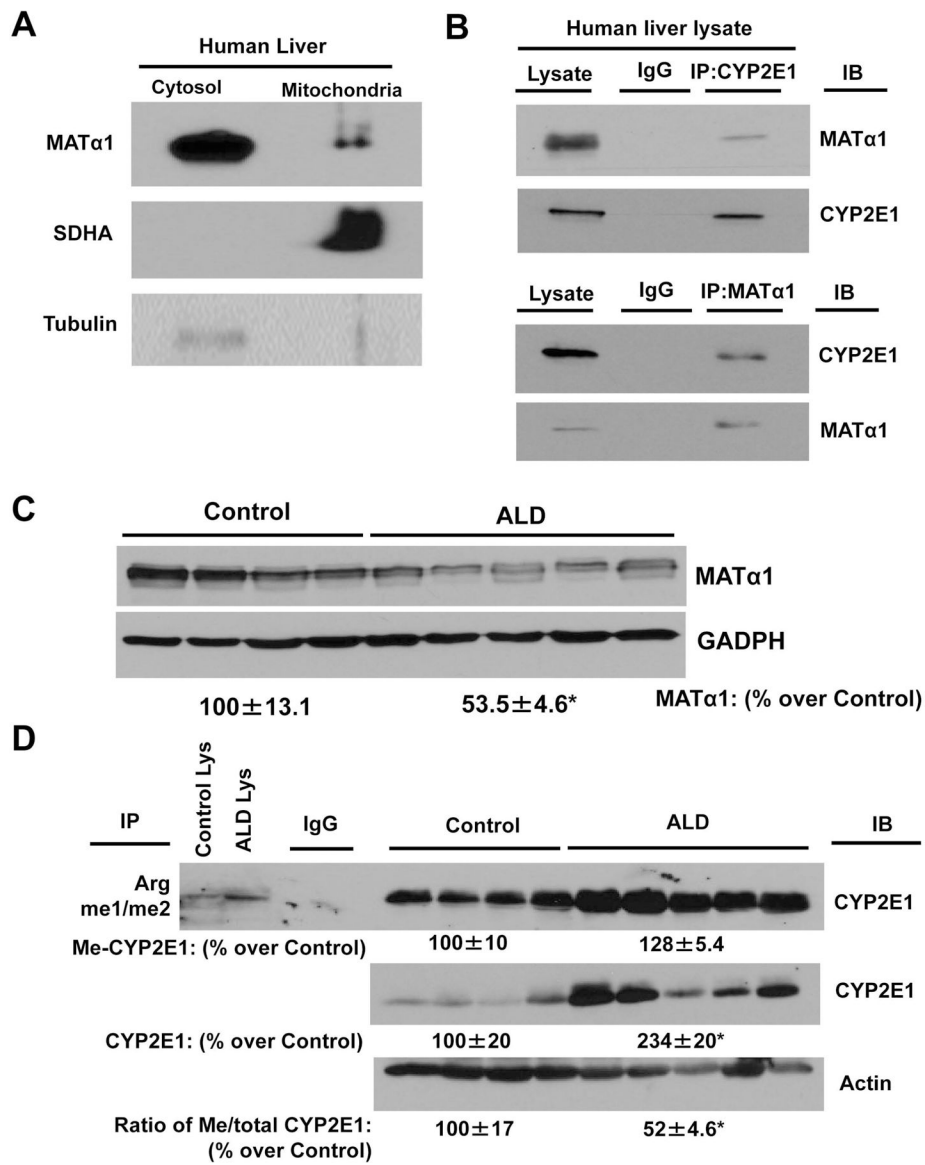 A
Human Liver
Cytosol Mitochondria
MATα1
SDHA
Tubulin
B
Human liver lysate
Lysate IgG IP:CYP2E1 IB
MATα1
CYP2E1
Lysate IgG IP:MATα1 IB
CYP2E1
MATα1
C
Control ALD
MATα1
GADPH
100±13.1 53.5±4.6* MATα1: (% over Control)
D
IP Control Lys ALD Lys IgG Control ALD IB
Arg
me1/me2 CYP2E1
Me-CYP2E1: (% over Control) 100±10 128±5.4
CYP2E1
CYP2E1: (% over Control) 100±20 234±20*
Actin
Ratio of Me/total CYP2E1: 100±17 52±4.6*
(% over Control)